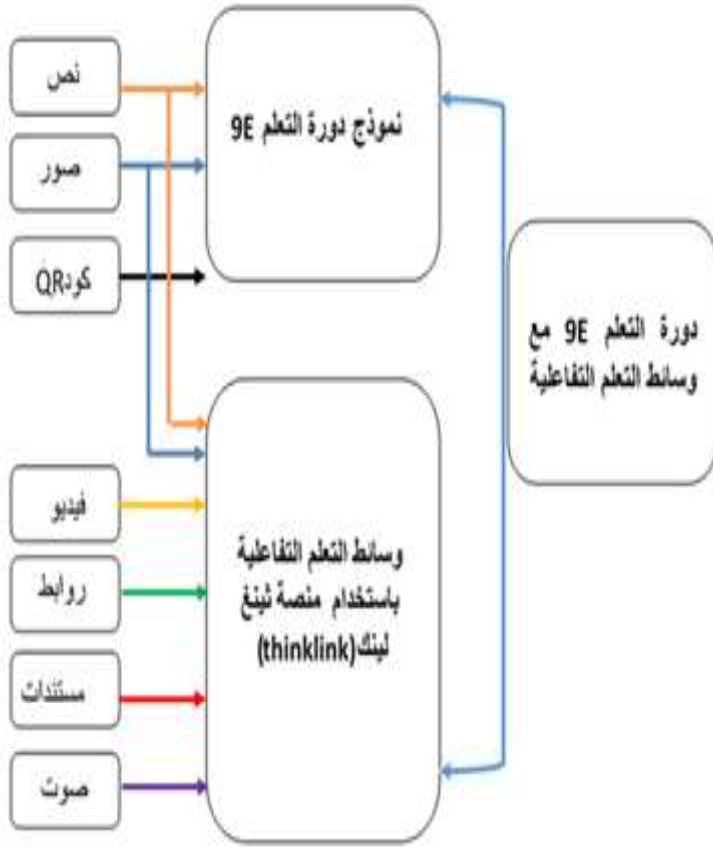 نص
صور
كودQR
فيديو
روابط
مستندات
صوت
نموذج دورة التعلم 9E
وسائط التعلم التفاعلية
باستخدام منصة ثينغ
لينك(thinklink)
دورة التعلم 9E مع
وسائط التعلم التفاعلية